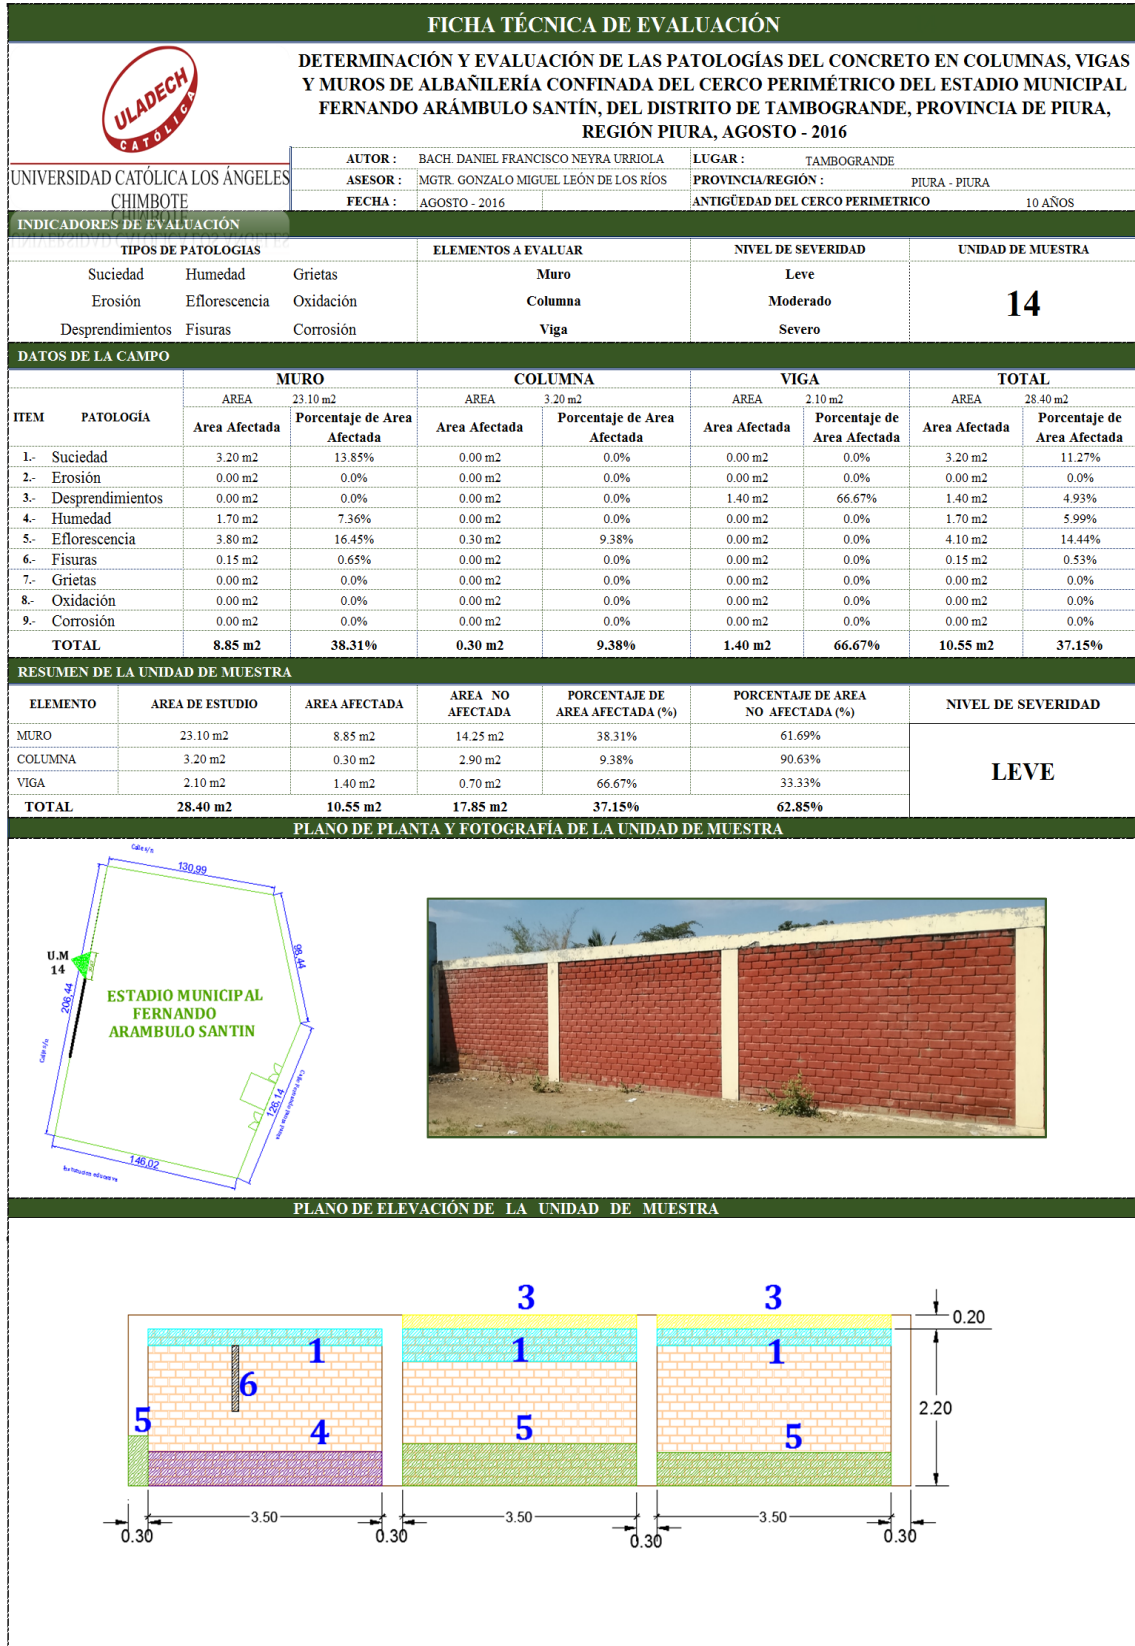 FICHA TÉCNICA DE EVALUACIÓN
ULADECH
CATÓLICA
UNIVERSIDAD CATÓLICA LOS ÁNGELES
CHIMBOTE
DETERMINACIÓN Y EVALUACIÓN DE LAS PATOLOGÍAS DEL CONCRETO EN COLUMNAS, VIGAS
Y MUROS DE ALBAÑILERÍA CONFINADA DEL CERCO PERIMÉTRICO DEL ESTADIO MUNICIPAL
FERNANDO ARÁMBULO SANTÍN, DEL DISTRITO DE TAMBOGRANDE, PROVINCIA DE PIURA,
REGIÓN PIURA, AGOSTO - 2016
AUTOR : BACH. DANIEL FRANCISCO NEYRA URRIOLA LUGAR : TAMBOGRANDE
ASESOR : MGTR. GONZALO MIGUEL LEÓN DE LOS RÍOS PROVINCIA/REGIÓN : PIURA - PIURA
FECHA : AGOSTO - 2016 ANTIGÜEDAD DEL CERCO PERIMETRICO 10 AÑOS
INDICADORES DE EVALUACIÓN
TIPOS DE PATOLOGIAS ELEMENTOS A EVALUAR NIVEL DE SEVERIDAD UNIDAD DE MUESTRA
Suciedad Humedad Grietas Muro Leve
Erosión Eflorescencia Oxidación Columna Moderado 14
Desprendimientos Fisuras Corrosión Viga Severo
DATOS DE LA CAMPO
MURO COLUMNA VIGA TOTAL
AREA 23.10 m2 AREA 3.20 m2 AREA 2.10 m2 AREA 28.40 m2
ITEM PATOLOGÍA Area Afectada Porcentaje de Area Afectada Area Afectada Porcentaje de Area Afectada Area Afectada Porcentaje de Area Afectada Area Afectada Porcentaje de Area Afectada
1.- Suciedad 3.20 m2 13.85% 0.00 m2 0.0% 0.00 m2 0.0% 3.20 m2 11.27%
2.- Erosión 0.00 m2 0.0% 0.00 m2 0.0% 0.00 m2 0.0% 0.00 m2 0.0%
3.- Desprendimientos 0.00 m2 0.0% 0.00 m2 0.0% 1.40 m2 66.67% 1.40 m2 4.93%
4.- Humedad 1.70 m2 7.36% 0.00 m2 0.0% 0.00 m2 0.0% 1.70 m2 5.99%
5.- Eflorescencia 3.80 m2 16.45% 0.30 m2 9.38% 0.00 m2 0.0% 4.10 m2 14.44%
6.- Fisuras 0.15 m2 0.65% 0.00 m2 0.0% 0.00 m2 0.0% 0.15 m2 0.53%
7.- Grietas 0.00 m2 0.0% 0.00 m2 0.0% 0.00 m2 0.0% 0.00 m2 0.0%
8.- Oxidación 0.00 m2 0.0% 0.00 m2 0.0% 0.00 m2 0.0% 0.00 m2 0.0%
9.- Corrosión 0.00 m2 0.0% 0.00 m2 0.0% 0.00 m2 0.0% 0.00 m2 0.0%
TOTAL 8.85 m2 38.31% 0.30 m2 9.38% 1.40 m2 66.67% 10.55 m2 37.15%
RESUMEN DE LA UNIDAD DE MUESTRA
ELEMENTO AREA DE ESTUDIO AREA AFECTADA AREA NO AFECTADA PORCENTAJE DE AREA AFECTADA (%) PORCENTAJE DE AREA NO AFECTADA (%) NIVEL DE SEVERIDAD
MURO 23.10 m2 8.85 m2 14.25 m2 38.31% 61.69%
COLUMNA 3.20 m2 0.30 m2 2.90 m2 9.38% 90.63%
LEVE
VIGA 2.10 m2 1.40 m2 0.70 m2 66.67% 33.33%
TOTAL 28.40 m2 10.55 m2 17.85 m2 37.15% 62.85%
PLANO DE PLANTA Y FOTOGRAFÍA DE LA UNIDAD DE MUESTRA
Calle s/n
130,99
98,44
U.M
14
206,44
ESTADIO MUNICIPAL
FERNANDO
ARAMBULO SANTIN
Calle s/n
126,14
146,02
PLANO DE ELEVACIÓN DE LA UNIDAD DE MUESTRA
3 3
0.20
1 1 1
6
2.20
5 4 5 5
3.50 3.50 3.50
0.30 0.30 0.30 0.30